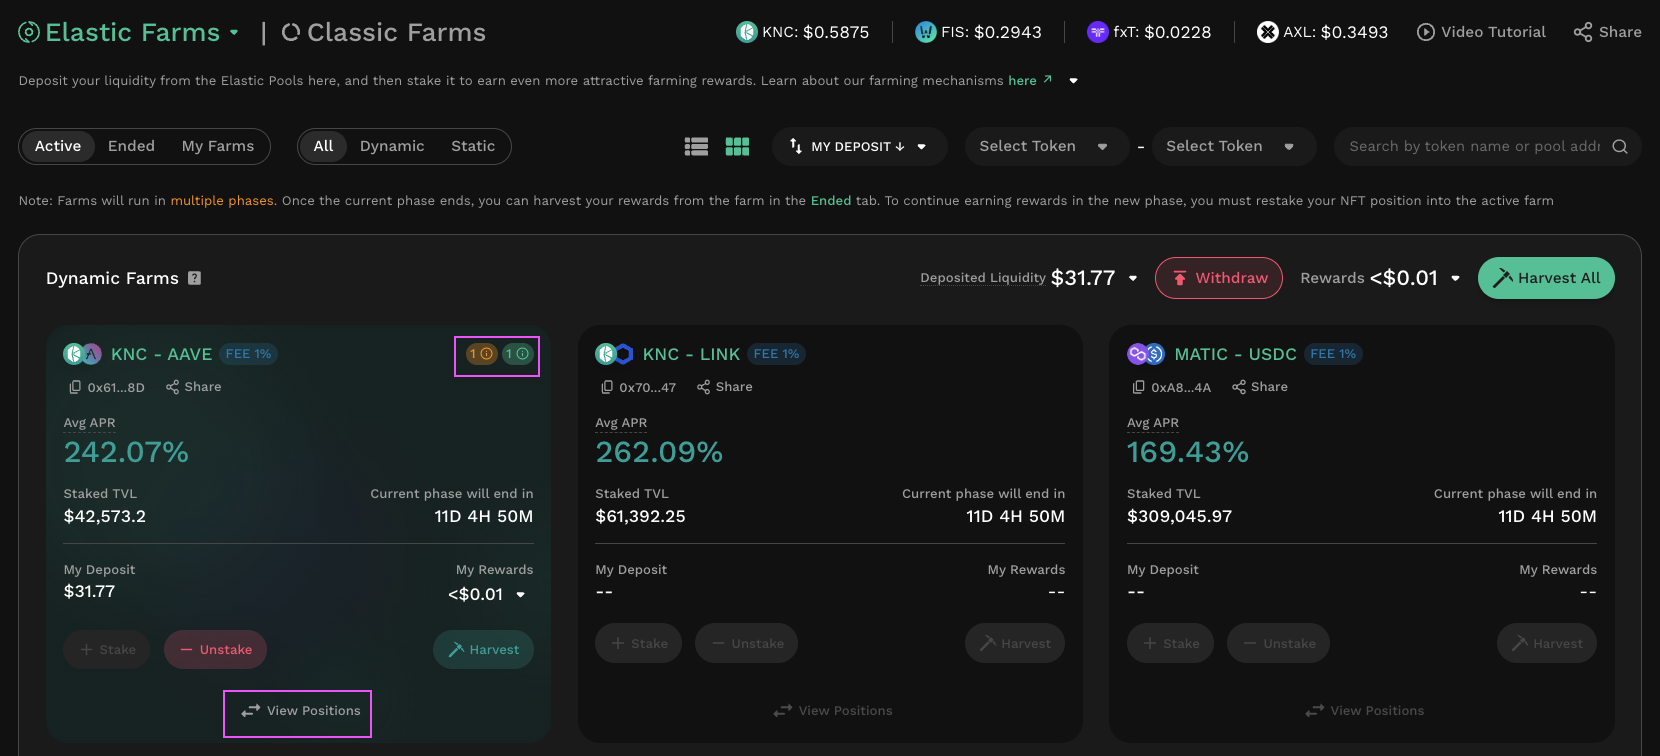 Elastic Farms | Classic Farms KNC: $0.5875 FIS: $0.2943 fxT: $0.0228 AXL: $0.3493 Video Tutorial Share
Deposit your liquidity from the Elastic Pools here, and then stake it to earn even more attractive farming rewards. Learn about our farming mechanisms here ↗
Active Ended My Farms All Dynamic Static MY DEPOSIT ↓ Select Token - Select Token Search by token name or pool addr
Note: Farms will run in multiple phases. Once the current phase ends, you can harvest your rewards from the farm in the Ended tab. To continue earning rewards in the new phase, you must restake your NFT position into the active farm
Dynamic Farms ? Deposited Liquidity $31.77 Withdraw Rewards <$0.01 Harvest All
KNC - AAVE FEE 1% 1 1 KNC - LINK FEE 1% MATIC - USDC FEE 1%
0x61...8D Share 0x70...47 Share 0xA8...4A Share
Avg APR Avg APR Avg APR
242.07% 262.09% 169.43%
Staked TVL Current phase will end in Staked TVL Current phase will end in Staked TVL Current phase will end in
$42,573.2 11D 4H 50M $61,392.25 11D 4H 50M $309,045.97 11D 4H 50M
My Deposit My Rewards My Deposit My Rewards My Deposit My Rewards
$31.77 <$0.01 -- -- -- --
+ Stake − Unstake Harvest + Stake − Unstake Harvest + Stake − Unstake Harvest
View Positions View Positions View Positions